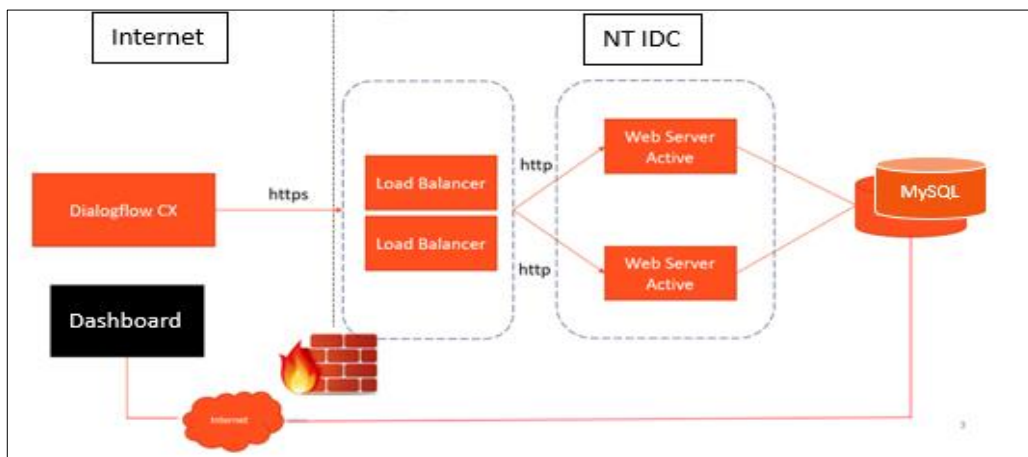 Internet
NT IDC
Dialogflow CX
https
Load Balancer
Load Balancer
http
http
Web Server
Active
Web Server
Active
MySQL
Dashboard
Internet
3